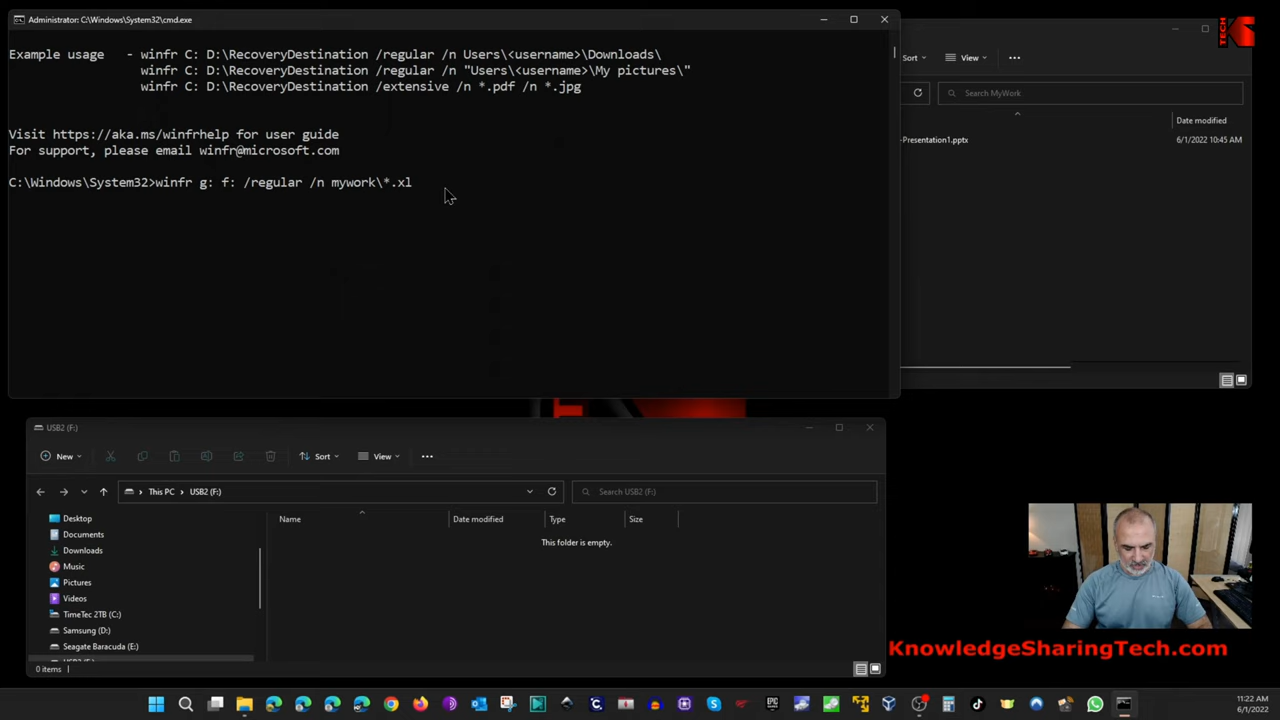 Administrator: C:\Windows\System32\cmd.exe
TECH
Example usage - winfr C: D:\RecoveryDestination /regular /n Users\<username>\Downloads\
winfr C: D:\RecoveryDestination /regular /n "Users\<username>\My pictures\"
winfr C: D:\RecoveryDestination /extensive /n *.pdf /n *.jpg
Visit https://aka.ms/winfrhelp for user guide
For support, please email winfr@microsoft.com
C:\Windows\System32>winfr g: f: /regular /n mywork\*.xl
Sort View
Search MyWork
Date modified
-Presentation1.pptx 6/1/2022 10:45 AM
USB2 (F:)
New Sort View
This PC USB2 (F:) Search USB2 (F:)
Name Date modified Type Size
This folder is empty.
Desktop
Documents
Downloads
Music
Pictures
Videos
TimeTec 2TB (C:)
Samsung (D:)
Seagate Baracuda (E:)
0 items
KnowledgeSharingTech.com
11:22 AM
6/1/2022